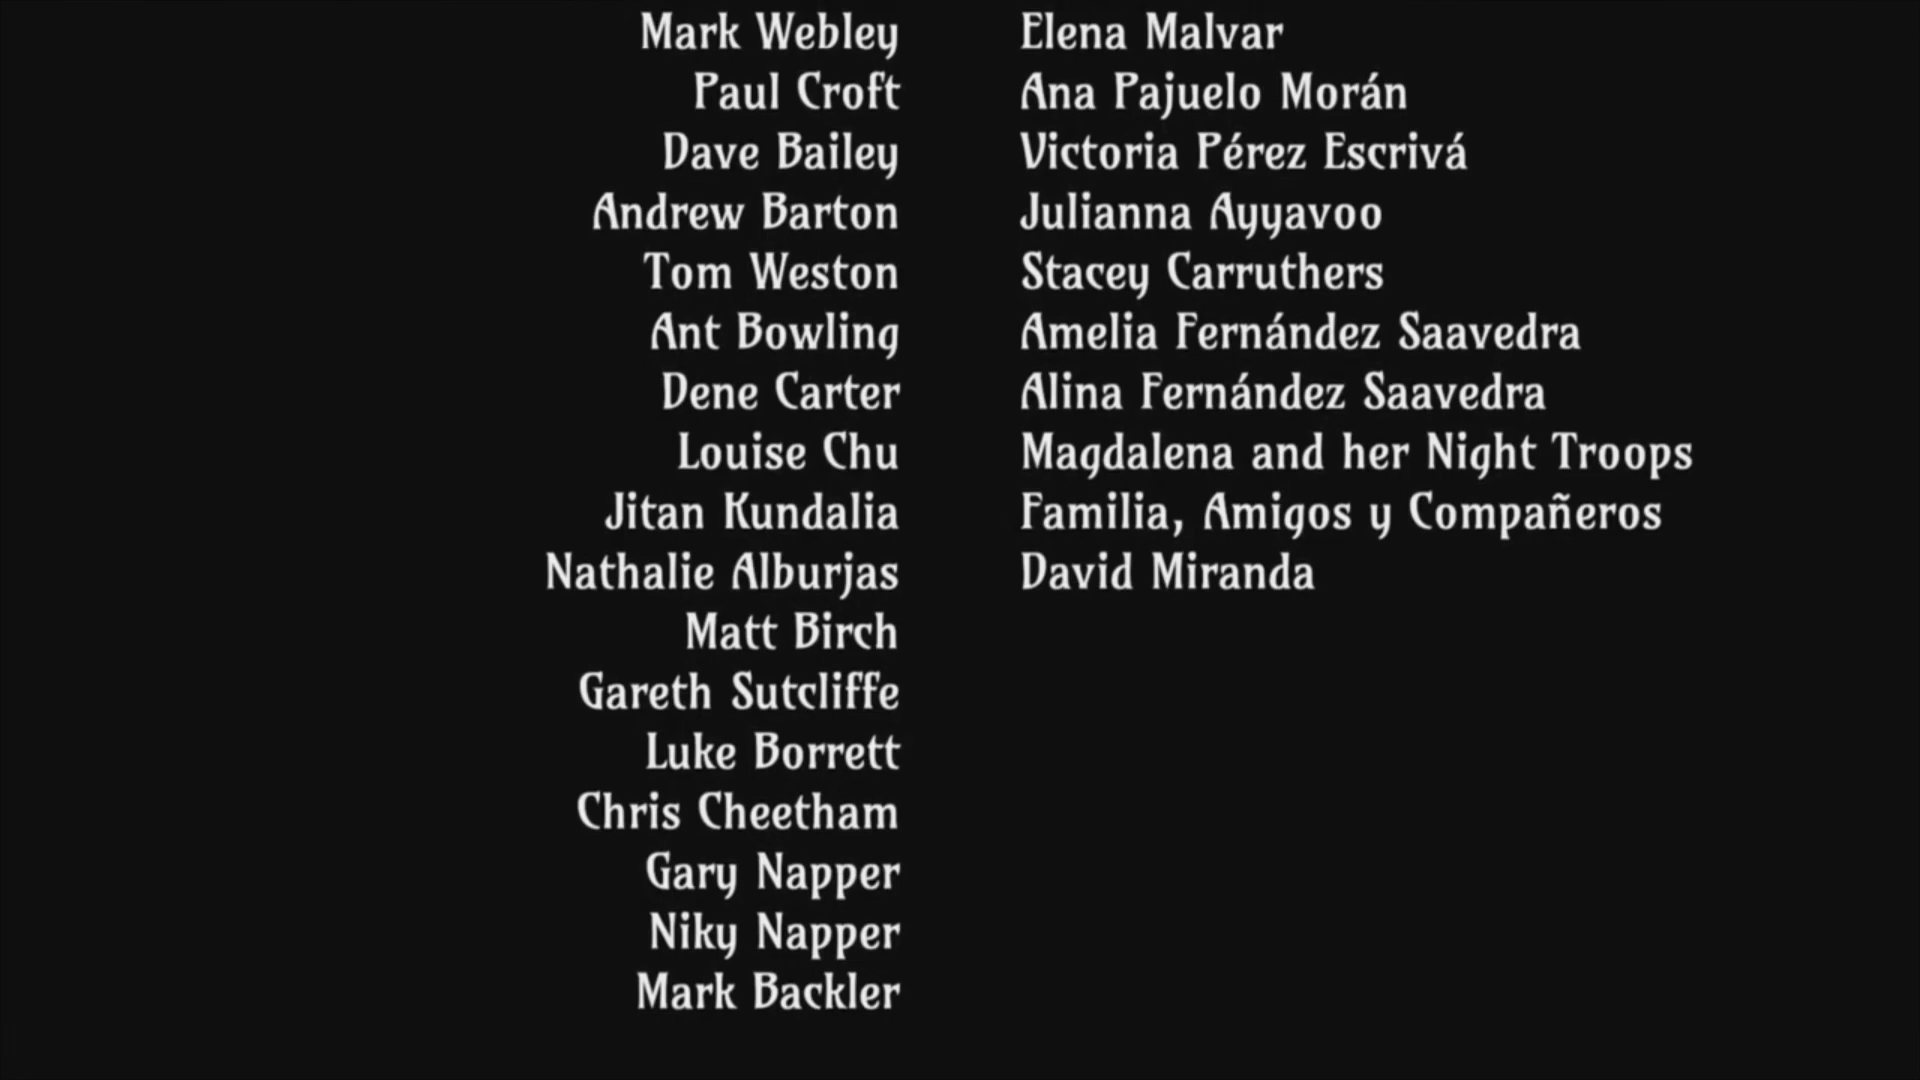 Mark Webley
Paul Croft
Dave Bailey
Andrew Barton
Tom Weston
Ant Bowling
Dene Carter
Louise Chu
Jitan Kundalia
Nathalie Alburjas
Matt Birch
Gareth Sutcliffe
Luke Borrett
Chris Cheetham
Gary Napper
Niky Napper
Mark Backler
Elena Malvar
Ana Pajuelo Morán
Victoria Pérez Escrivá
Julianna Ayyavoo
Stacey Carruthers
Amelia Fernández Saavedra
Alina Fernández Saavedra
Magdalena and her Night Troops
Familia, Amigos y Compañeros
David Miranda